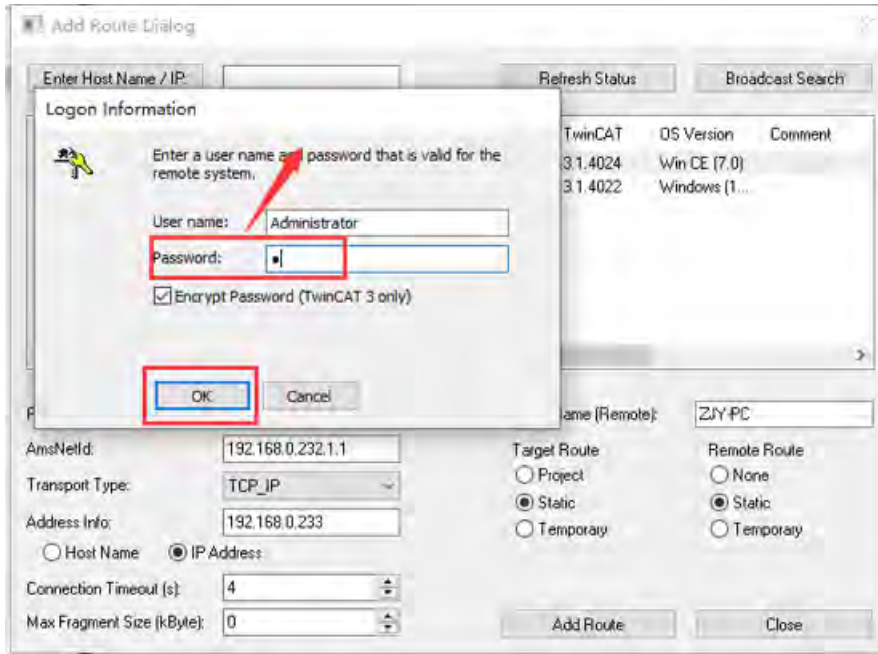 Add Route Dialog
Enter Host Name / IP:
Refresh Status
Broadcast Search
Logon Information
Enter a user name and password that is valid for the
remote system.
User name: Administrator
Password: •
Encrypt Password (TwinCAT 3 only)
OK
Cancel
TwinCAT OS Version Comment
3.1.4024 Win CE (7.0)
3.1.4022 Windows (1...
ame (Remote): ZJY-PC
AmsNetId: 192.168.0.232.1.1
Transport Type: TCP_IP
Address Info: 192.168.0.233
Host Name
IP Address
Connection Timeout (s): 4
Max Fragment Size (kByte): 0
Target Route
Project
Static
Temporary
Remote Route
None
Static
Temporary
Add Route
Close